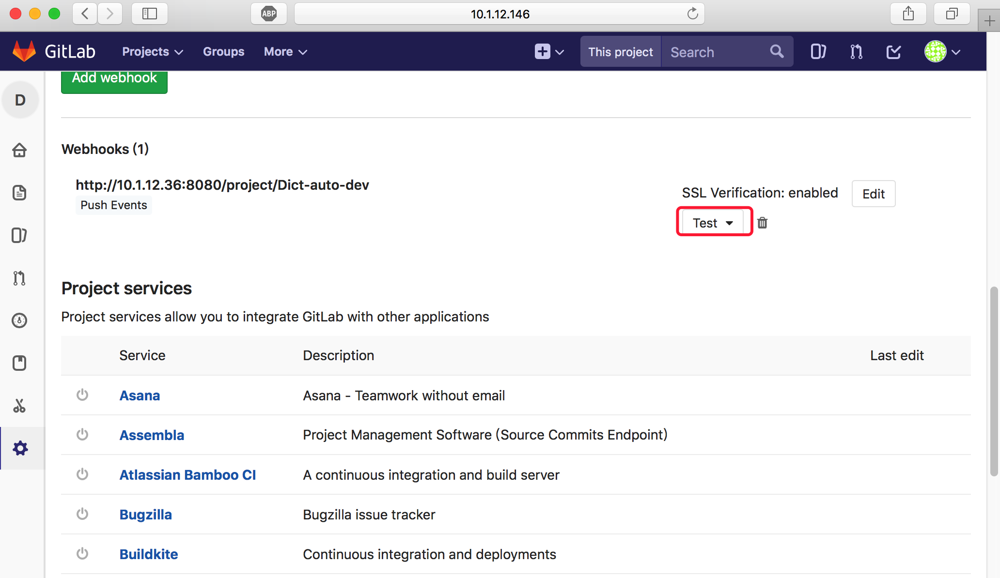 ABP
10.1.12.146
GitLab Projects Groups More This project Search
Add webhook
D
Webhooks (1)
http://10.1.12.36:8080/project/Dict-auto-dev
Push Events
SSL Verification: enabled Edit
Test
Project services
Project services allow you to integrate GitLab with other applications
Service Description Last edit
Asana Asana - Teamwork without email
Assembla Project Management Software (Source Commits Endpoint)
Atlassian Bamboo CI A continuous integration and build server
Bugzilla Bugzilla issue tracker
Buildkite Continuous integration and deployments